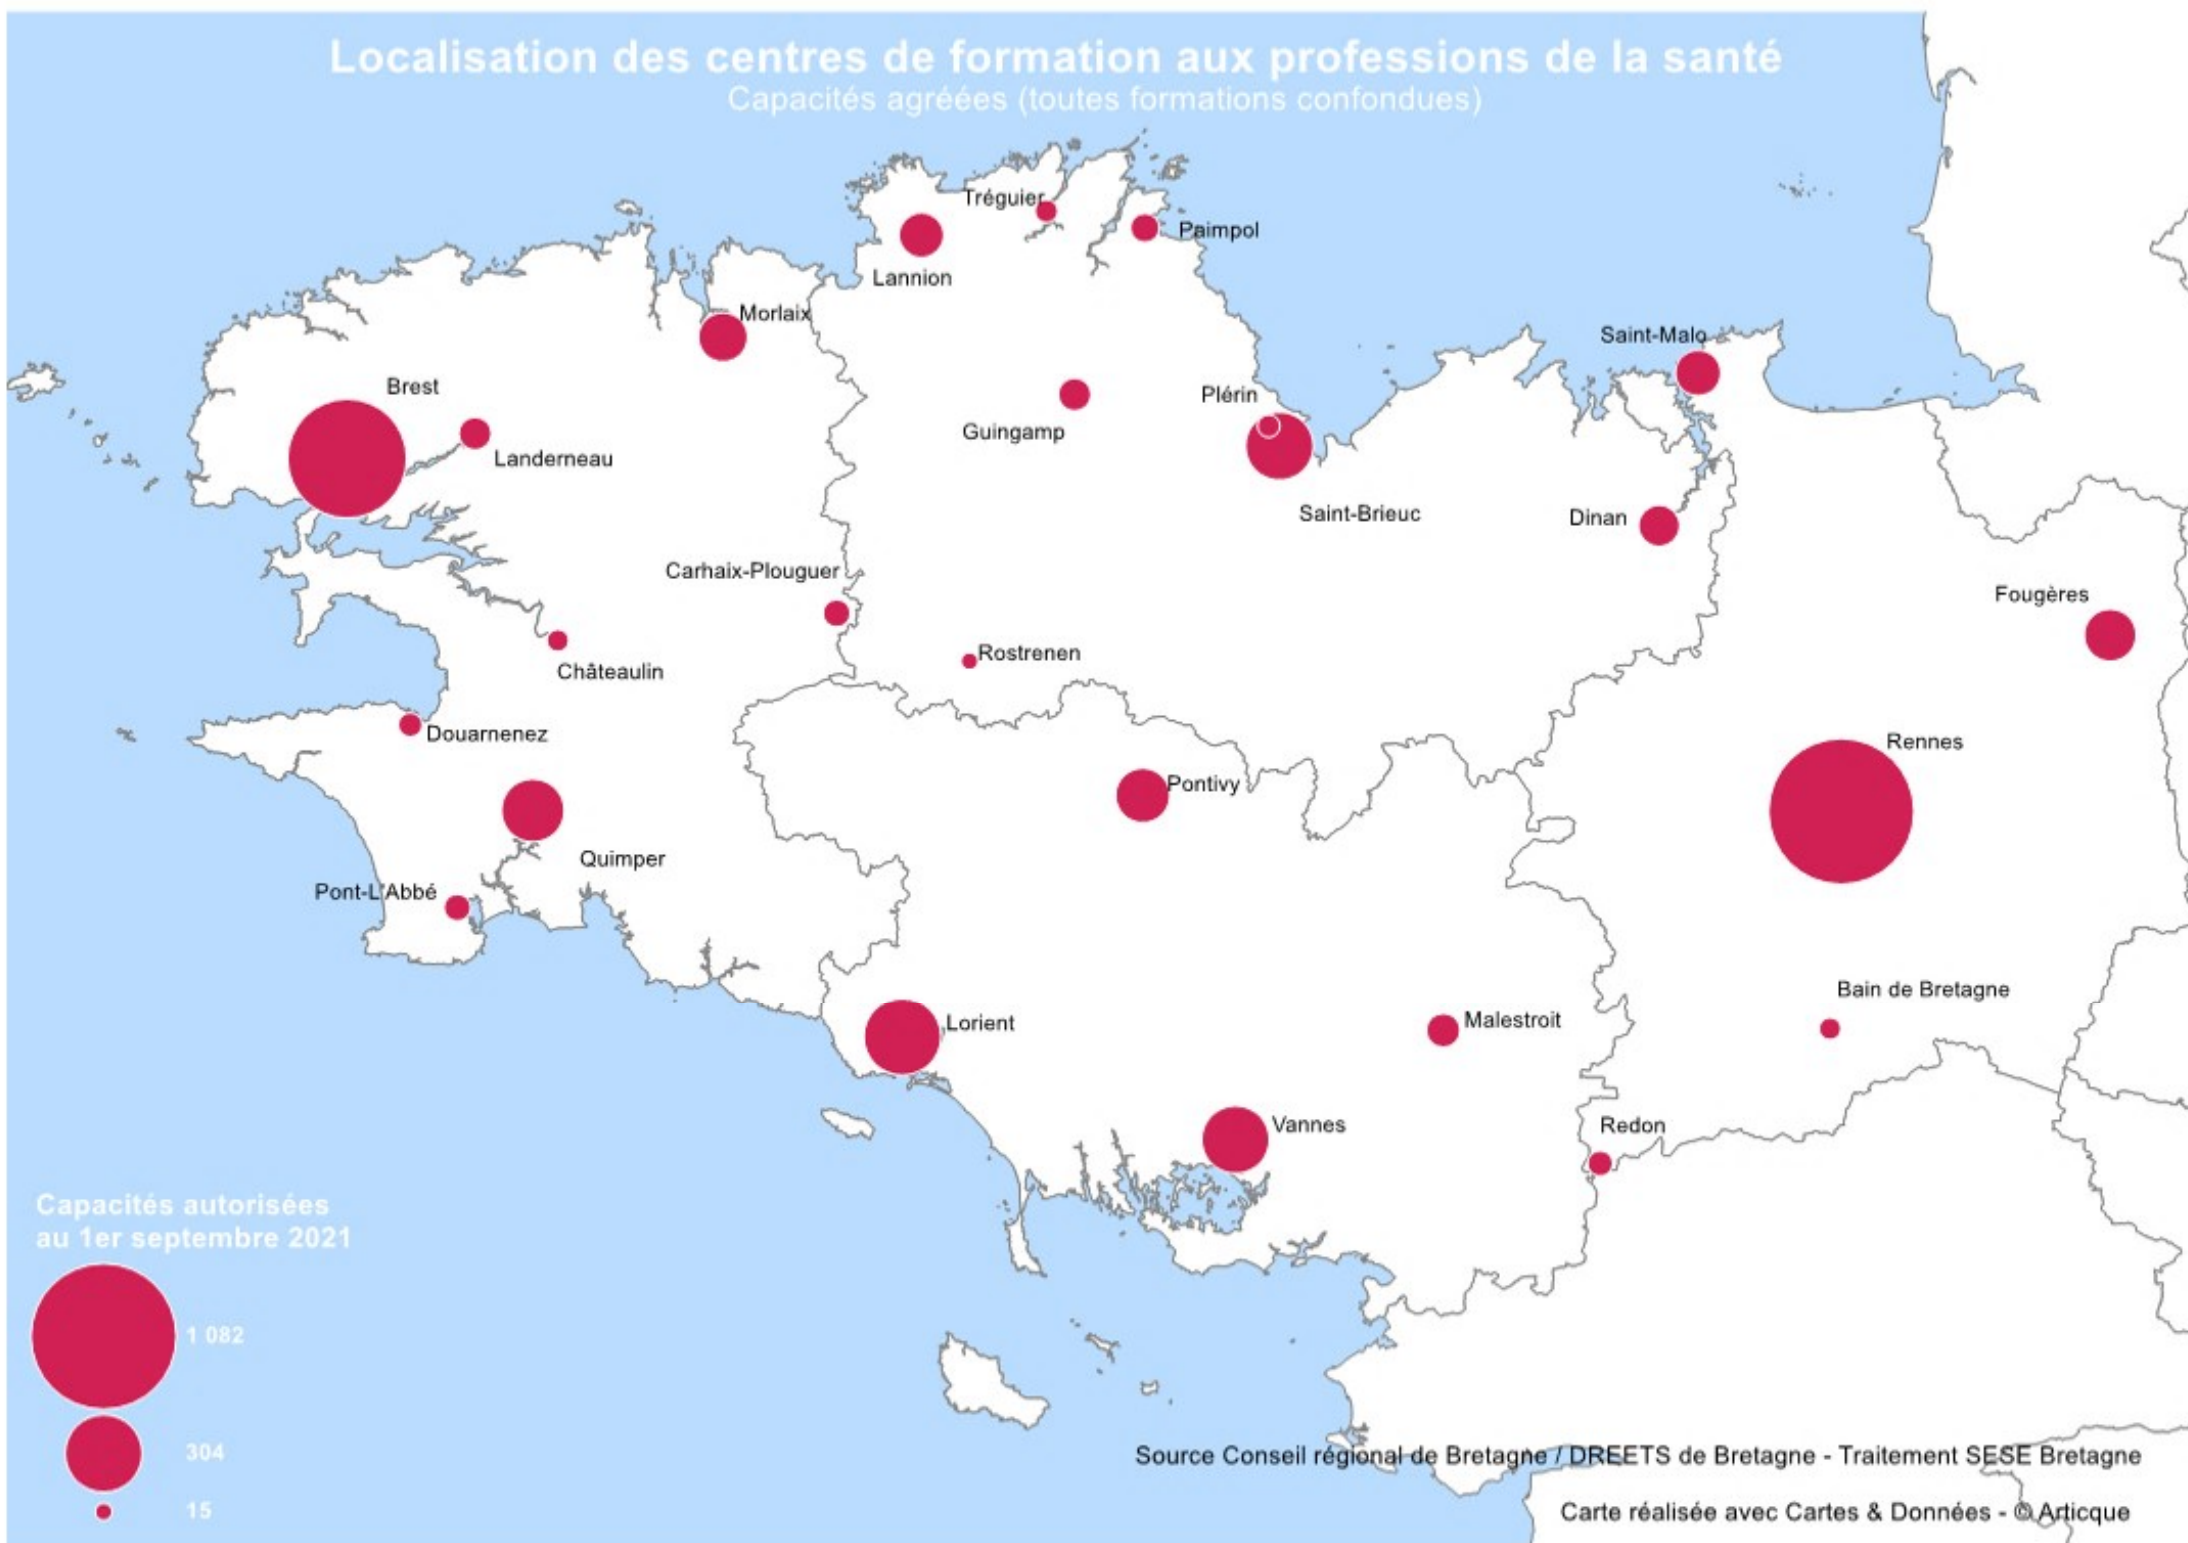 Localisation des centres de formation aux professions de la santé
Capacités agréées (toutes formations confondues)
Tréguier
Paimpol
Lannion
Morlaix
Saint-Malo
Brest
Plérin
Guingamp
Landerneau
Saint-Brieuc
Dinan
Carhaix-Plouguer
Fougères
Rostrenen
Châteaulin
Douarnenez
Rennes
Pontivy
Quimper
Pont-L'Abbé
Bain de Bretagne
Lorient
Malestroit
Vannes
Redon
Capacités autorisées
au 1er septembre 2021
1 082
304
15
Source Conseil régional de Bretagne / DREETS de Bretagne - Traitement SESE Bretagne
Carte réalisée avec Cartes & Données - © Articque